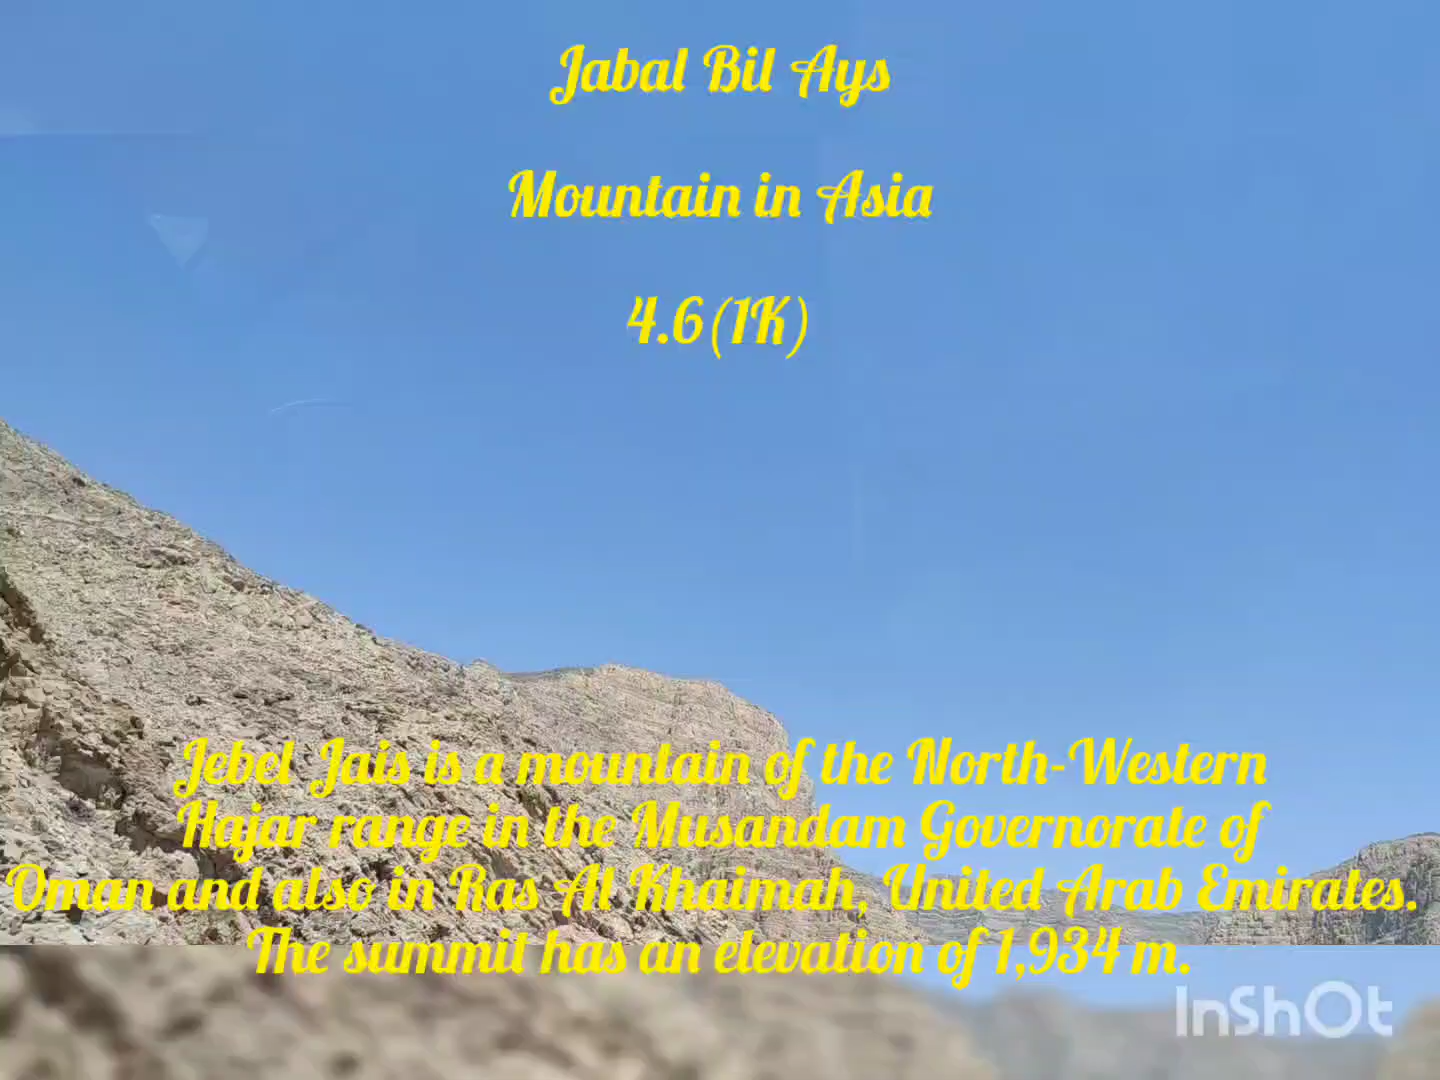 Jabal Bil Ays
Mountain in Asia
4.6(1K)
Jebel Jais is a mountain of the North-Western
Hajar range in the Musandam Governorate of
Oman and also in Ras Al Khaimah, United Arab Emirates.
The summit has an elevation of 1,934 m.
InShOt